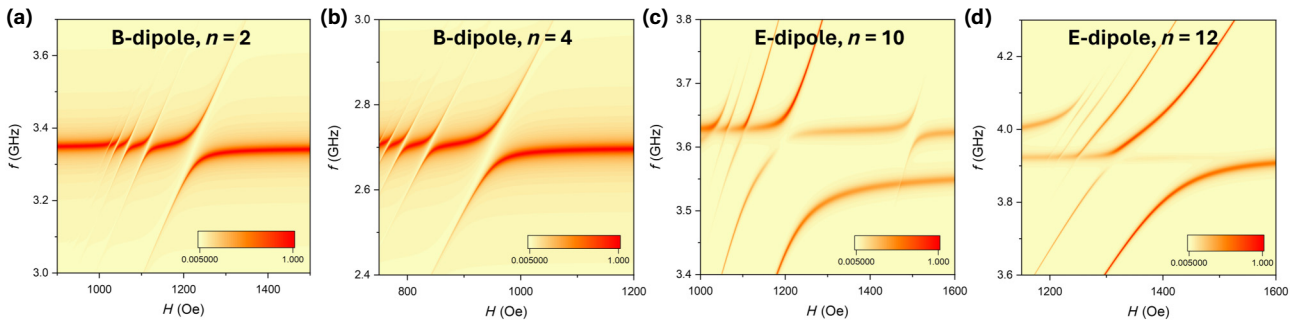 (a)
B-dipole, n = 2
3.6
3.4
3.2
3.0
f (GHz)
0.005000 1.000
1000 1200 1400
H (Oe)
(b)
B-dipole, n = 4
3.0
2.8
2.6
2.4
f (GHz)
0.005000 1.000
800 1000 1200
H (Oe)
(c)
E-dipole, n = 10
3.8
3.7
3.6
3.5
3.4
f (GHz)
0.005000 1.000
1000 1200 1400 1600
H (Oe)
(d)
E-dipole, n = 12
4.2
4.0
3.8
3.6
f (GHz)
0.005000 1.000
1200 1400 1600
H (Oe)